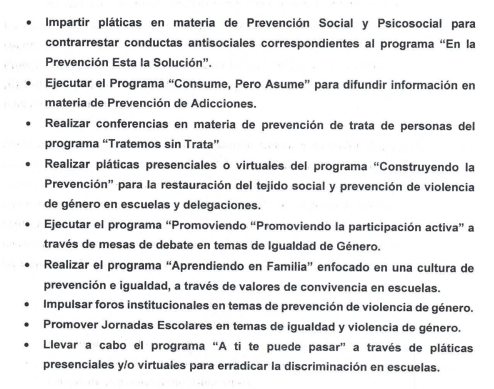 • Impartir pláticas en materia de Prevención Social y Psicosocial para
contrarrestar conductas antisociales correspondientes al programa “En la
Prevención Esta la Solución”.
• Ejecutar el Programa “Consume, Pero Asume” para difundir información en
materia de Prevención de Adicciones.
• Realizar conferencias en materia de prevención de trata de personas del
programa “Tratemos sin Trata”
• Realizar pláticas presenciales o virtuales del programa “Construyendo la
Prevención” para la restauración del tejido social y prevención de violencia
de género en escuelas y delegaciones.
• Ejecutar el programa “Promoviendo “Promoviendo la participación activa” a
través de mesas de debate en temas de Igualdad de Género.
• Realizar el programa “Aprendiendo en Familia” enfocado en una cultura de
prevención e igualdad, a través de valores de convivencia en escuelas.
• Impulsar foros institucionales en temas de prevención de violencia de género.
• Promover Jornadas Escolares en temas de igualdad y violencia de género.
• Llevar a cabo el programa “A ti te puede pasar” a través de pláticas
presenciales y/o virtuales para erradicar la discriminación en escuelas.